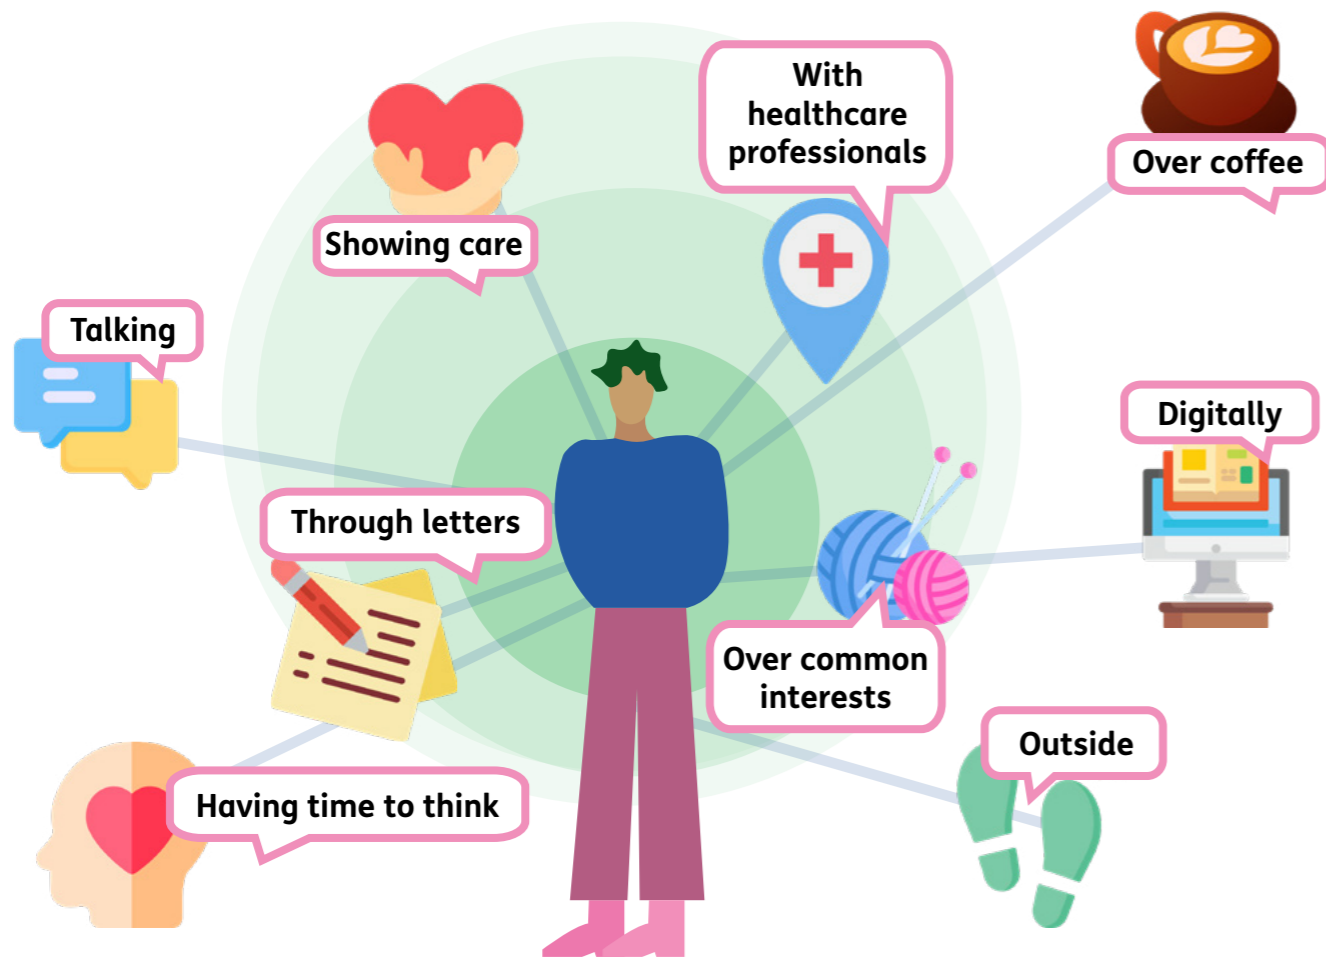 With
healthcare
professionals
Over coffee
Showing care
Talking
Digitally
Through letters
Over common
interests
Outside
Having time to think